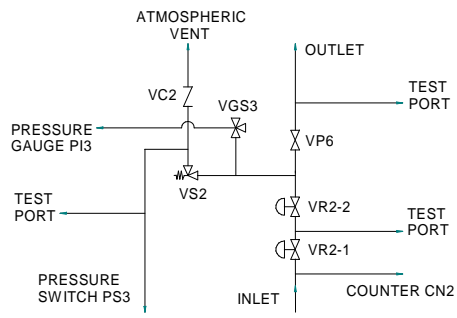 ATMOSPHERIC
VENT
OUTLET
VC2
VGS3
TEST
PORT
PRESSURE
GAUGE PI3
VP6
VS2
TEST
PORT
VR2-2
TEST
PORT
VR2-1
PRESSURE
SWITCH PS3
INLET
COUNTER CN2